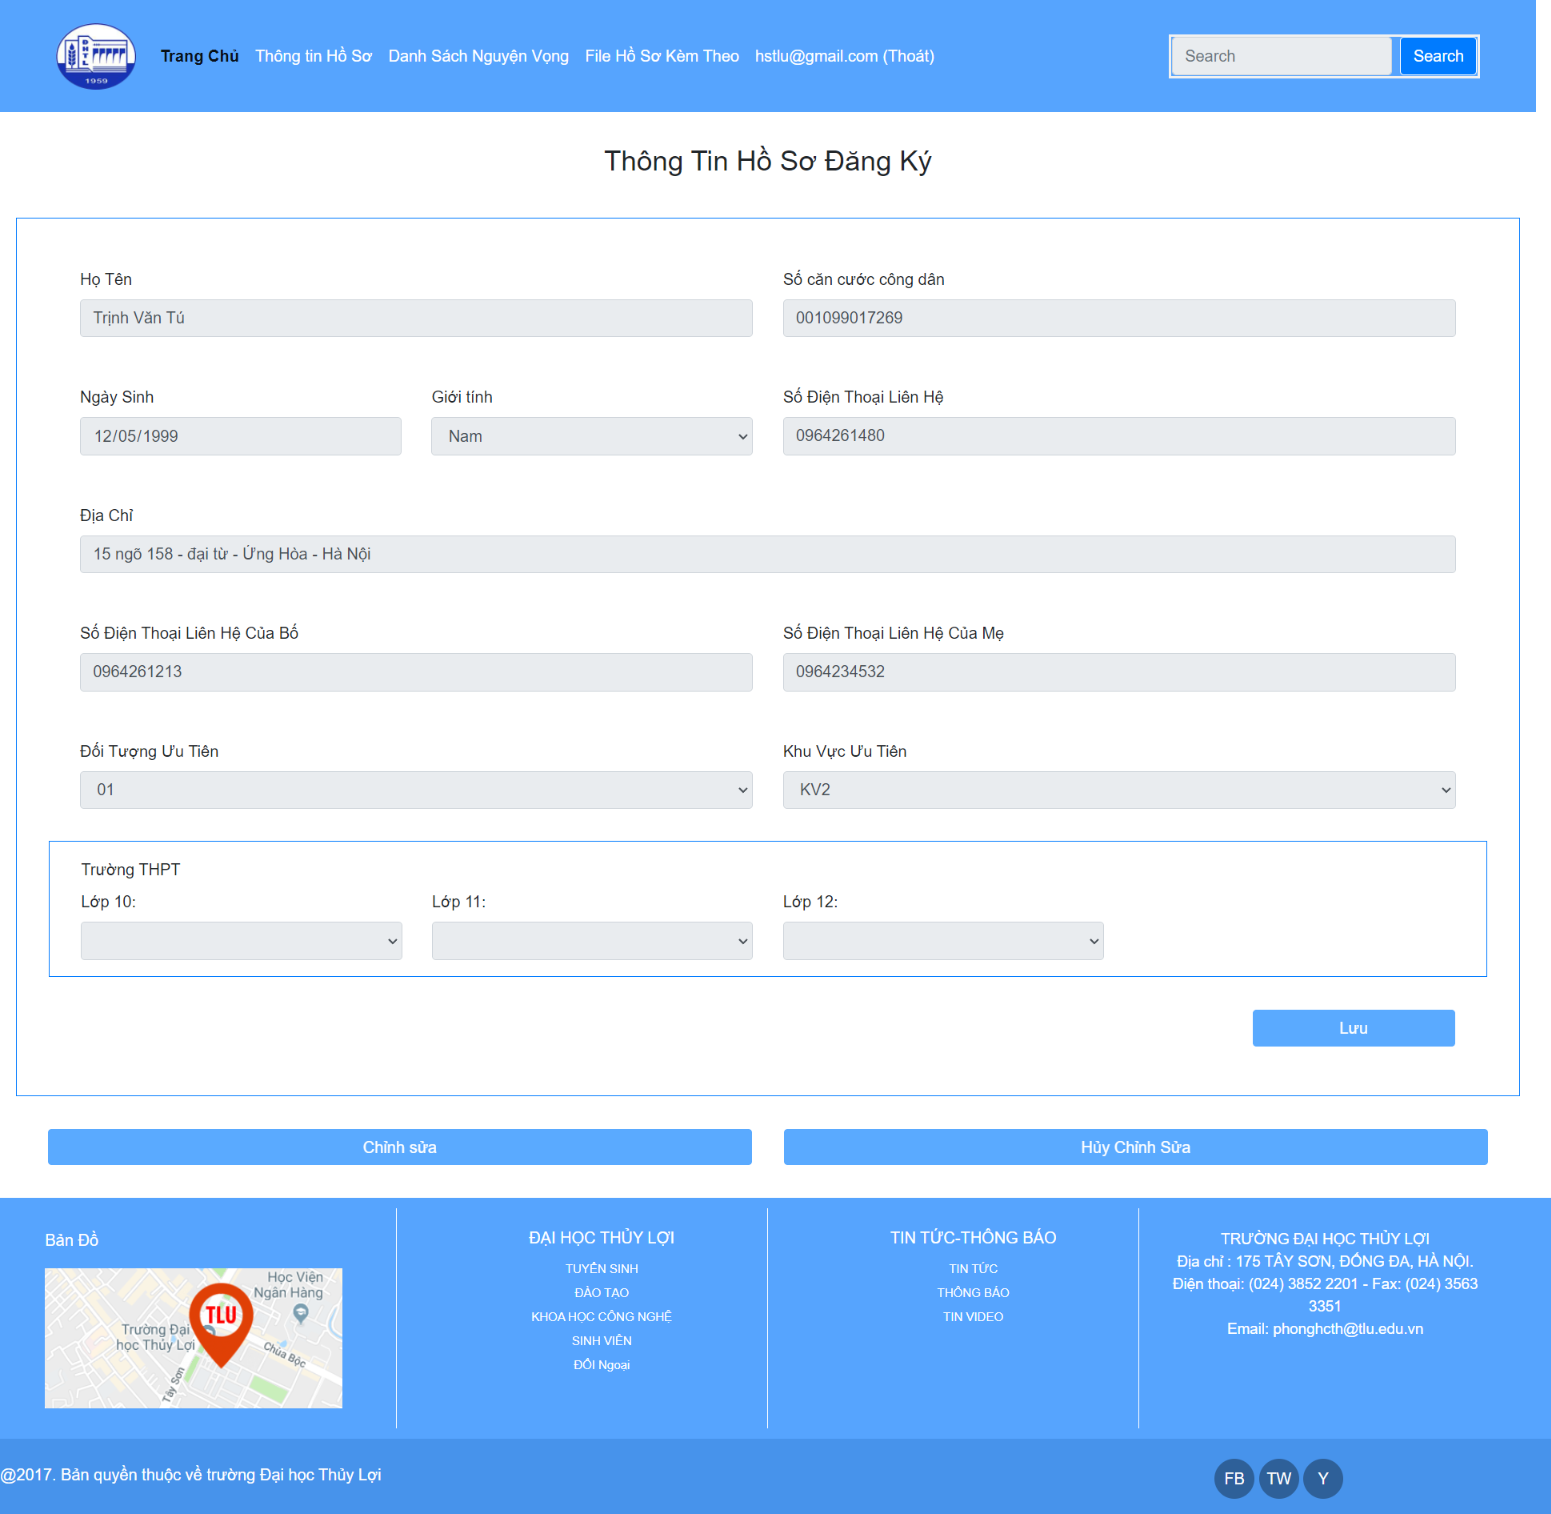 ĐHTL
1959
Trang Chủ Thông tin Hồ Sơ Danh Sách Nguyện Vọng File Hồ Sơ Kèm Theo hstlu@gmail.com (Thoát) Search Search
Thông Tin Hồ Sơ Đăng Ký
Họ Tên Số căn cước công dân
Trịnh Văn Tú 001099017269
Ngày Sinh Giới tính Số Điện Thoại Liên Hệ
12/05/1999 Nam 0964261480
Địa Chỉ
15 ngõ 158 - đại từ - Ứng Hòa - Hà Nội
Số Điện Thoại Liên Hệ Của Bố Số Điện Thoại Liên Hệ Của Mẹ
0964261213 0964234532
Đối Tượng Ưu Tiên Khu Vực Ưu Tiên
01 KV2
Trường THPT
Lớp 10: Lớp 11: Lớp 12:
Lưu
Chỉnh sửa Hủy Chỉnh Sửa
Bản Đồ
Học Viện
Ngân Hàng
TLU
Trường Đại
học Thủy Lợi
Chùa Bộc
Tây Sơn
ĐẠI HỌC THỦY LỢI
TUYỂN SINH
ĐÀO TẠO
KHOA HỌC CÔNG NGHỆ
SINH VIÊN
ĐỐI Ngoại
TIN TỨC-THÔNG BÁO
TIN TỨC
THÔNG BÁO
TIN VIDEO
TRƯỜNG ĐẠI HỌC THỦY LỢI
Địa chỉ : 175 TÂY SƠN, ĐỐNG ĐA, HÀ NỘI.
Điện thoại: (024) 3852 2201 - Fax: (024) 3563
3351
Email: phonghcth@tlu.edu.vn
@2017. Bản quyền thuộc về trường Đại học Thủy Lợi
FB TW Y